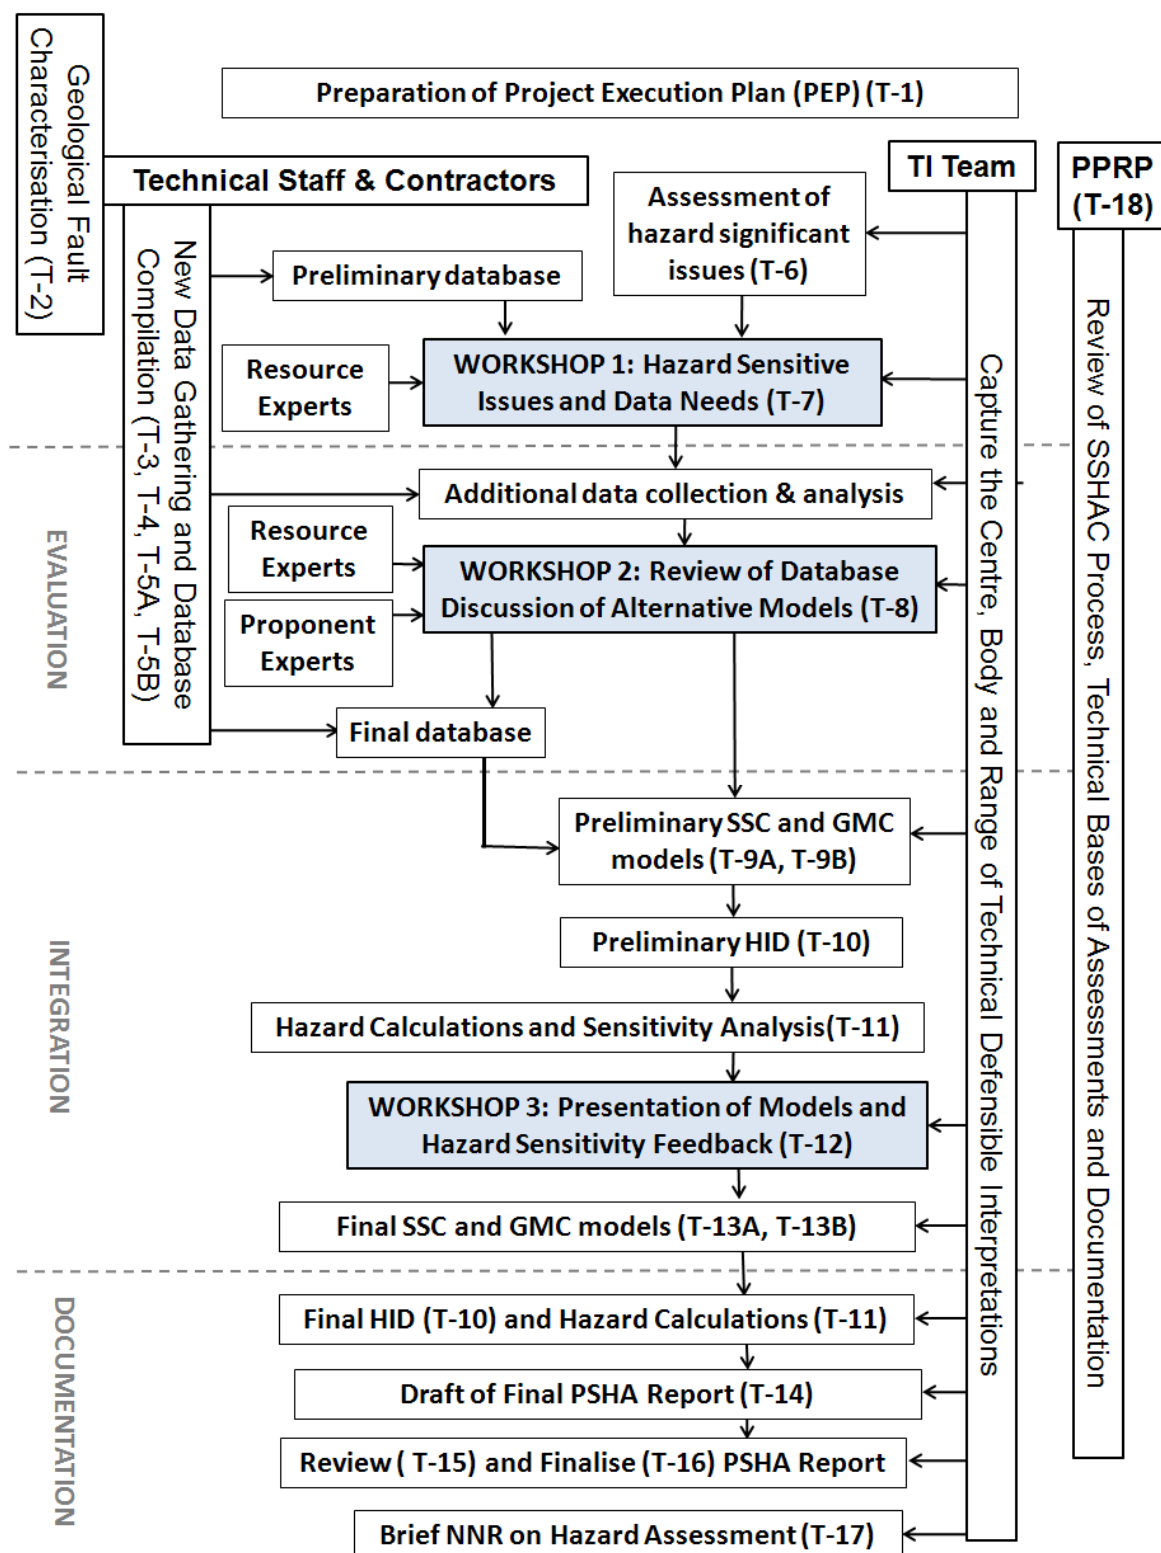 Geological Fault
Characterisation (T-2)
Preparation of Project Execution Plan (PEP) (T-1)
Technical Staff & Contractors
TI Team
PPRP
(T-18)
New Data Gathering and Database
Compilation (T-3, T-4, T-5A, T-5B)
Preliminary database
Assessment of
hazard significant
issues (T-6)
Resource
Experts
WORKSHOP 1: Hazard Sensitive
Issues and Data Needs (T-7)
Capture the Centre, Body and Range of Technical Defensible Interpretations
Review of SSHAC Process, Technical Bases of Assessments and Documentation
EVALUATION
Additional data collection & analysis
Resource
Experts
Proponent
Experts
WORKSHOP 2: Review of Database
Discussion of Alternative Models (T-8)
Final database
INTEGRATION
Preliminary SSC and GMC
models (T-9A, T-9B)
Preliminary HID (T-10)
Hazard Calculations and Sensitivity Analysis(T-11)
WORKSHOP 3: Presentation of Models and
Hazard Sensitivity Feedback (T-12)
Final SSC and GMC models (T-13A, T-13B)
DOCUMENTATION
Final HID (T-10) and Hazard Calculations (T-11)
Draft of Final PSHA Report (T-14)
Review ( T-15) and Finalise (T-16) PSHA Report
Brief NNR on Hazard Assessment (T-17)